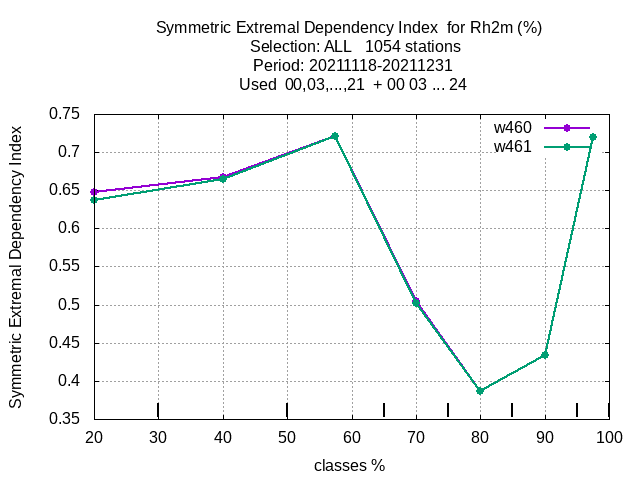 Symmetric Extremal Dependency Index  for Rh2m (%)
Selection: ALL   1054 stations
Period: 20211118-20211231
Used  00,03,...,21  + 00 03 ... 24
w460
w461
Symmetric Extremal Dependency Index
0.75
0.7
0.65
0.6
0.55
0.5
0.45
0.4
0.35
20 30 40 50 60 70 80 90 100
classes %